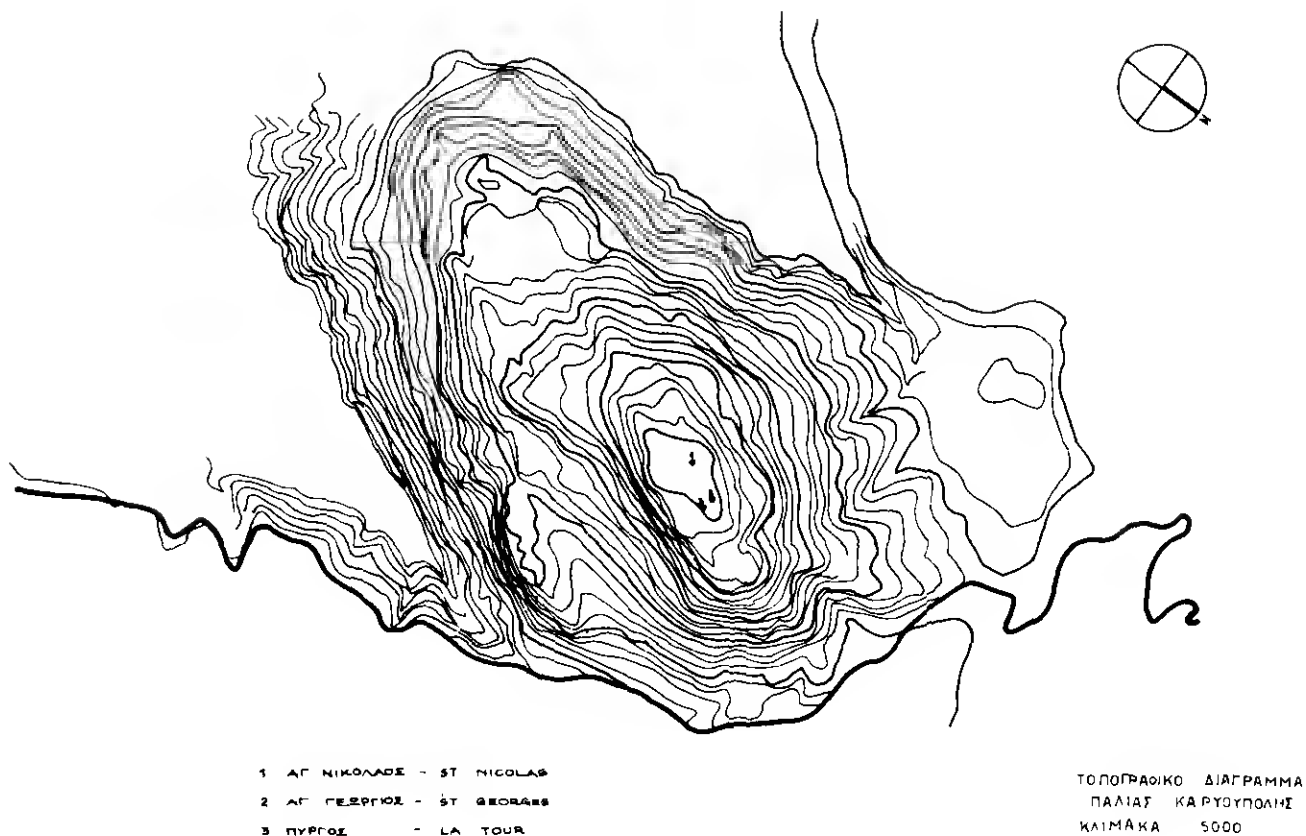 N
1 ΑΓ ΝΙΚΟΛΑΟΣ - ST NICOLAS
2 ΑΓ ΓΕΩΡΓΙΟΣ - ST GEORGES
3 ΠΥΡΓΟΣ - LA TOUR
ΤΟΠΟΓΡΑΦΙΚΟ ΔΙΑΓΡΑΜΜΑ
ΠΑΛΙΑΣ ΚΑΡΥΟΥΠΟΛΗΣ
ΚΛΙΜΑΚΑ 5000